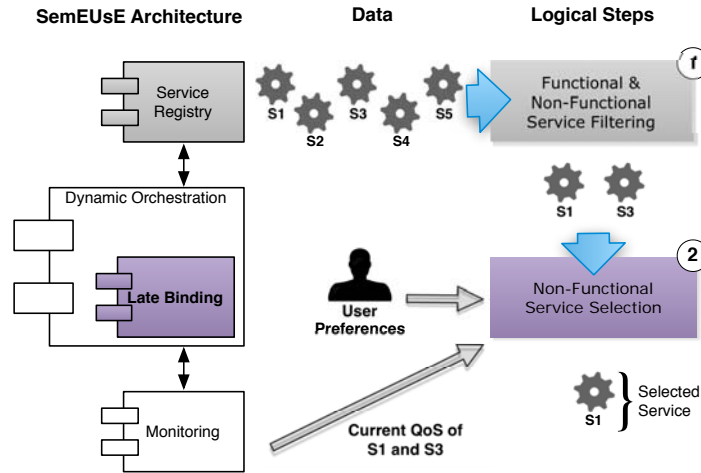 SemEUsE Architecture
Data
Logical Steps
Service
Registry
S1
S2
S3
S4
S5
f
Functional &
Non-Functional
Service Filtering
S1
S3
Dynamic Orchestration
Late Binding
User
Preferences
2
Non-Functional
Service Selection
Monitoring
Current QoS of
S1 and S3
S1
Selected
Service